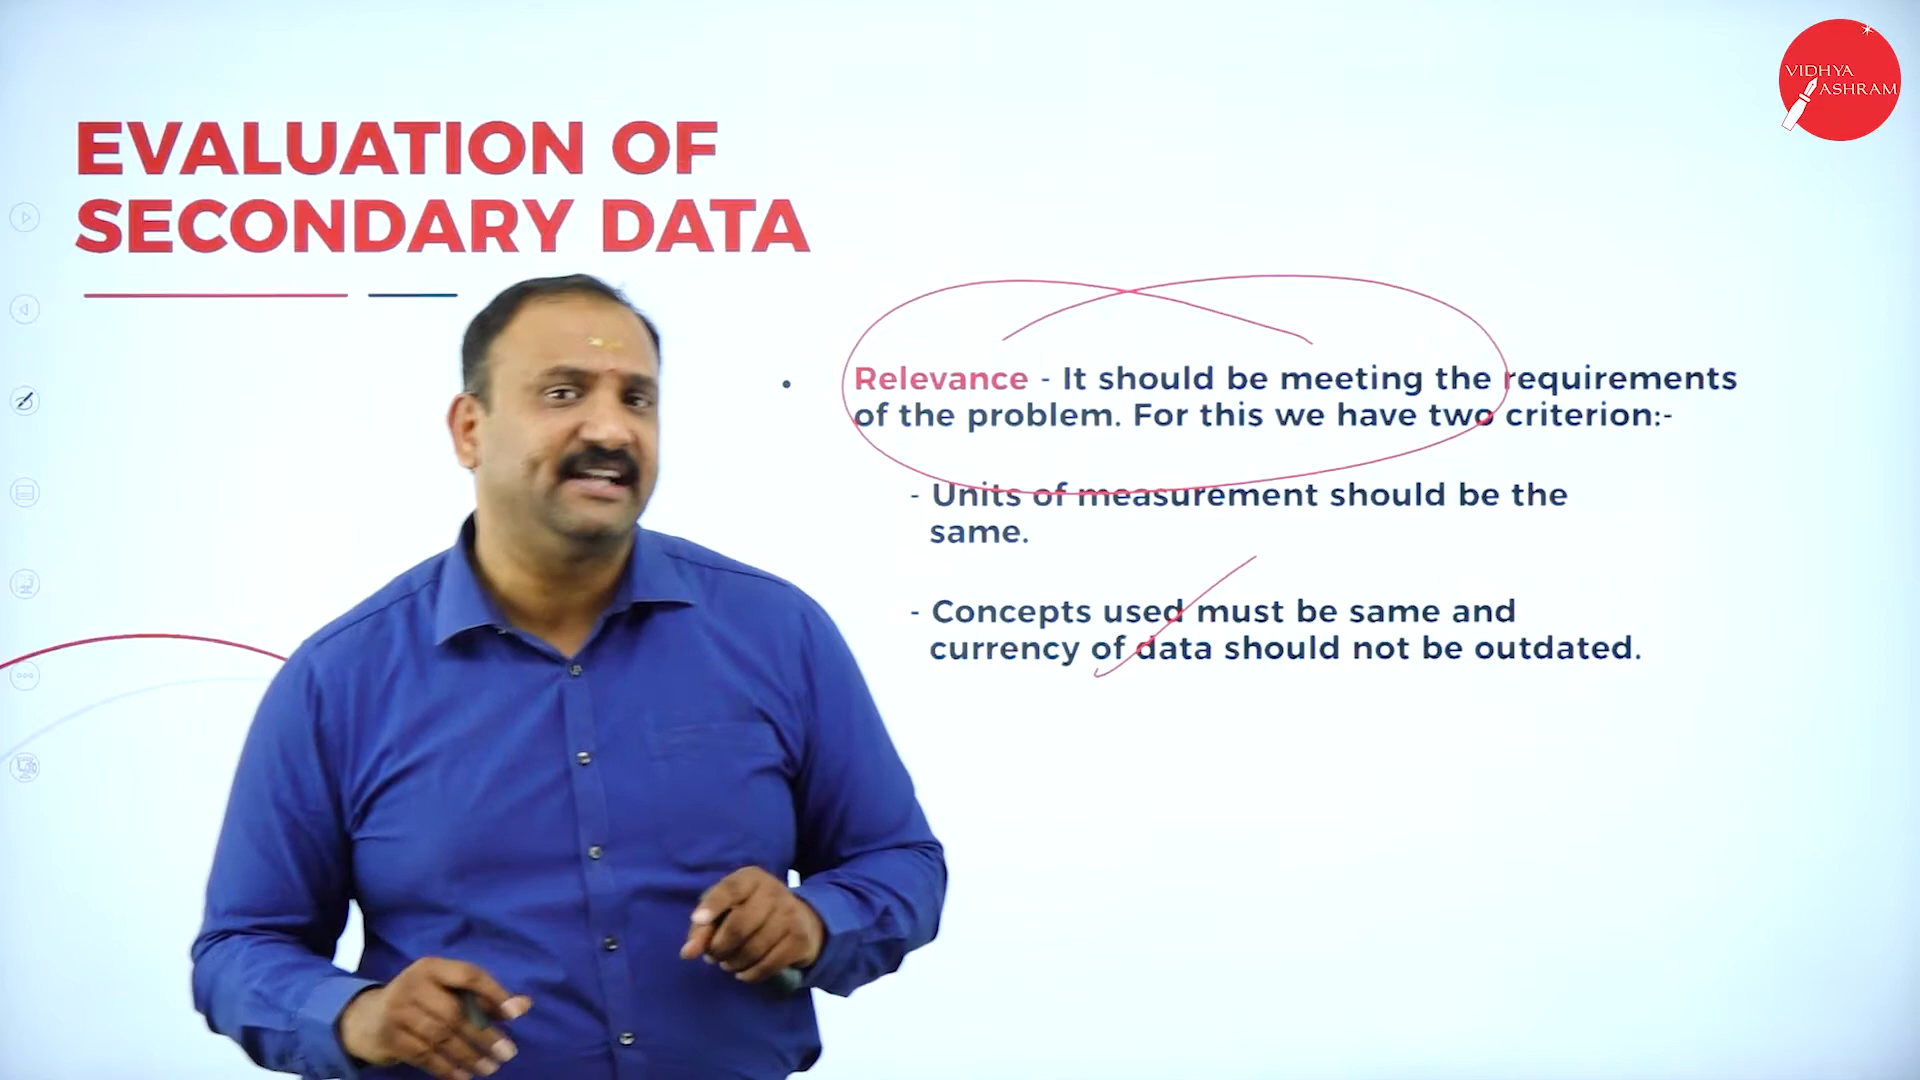 VIDHYA
ASHRAM
EVALUATION OF
SECONDARY DATA
• Relevance - It should be meeting the requirements
of the problem. For this we have two criterion:-
- Units of measurement should be the
same.
- Concepts used must be same and
currency of data should not be outdated.